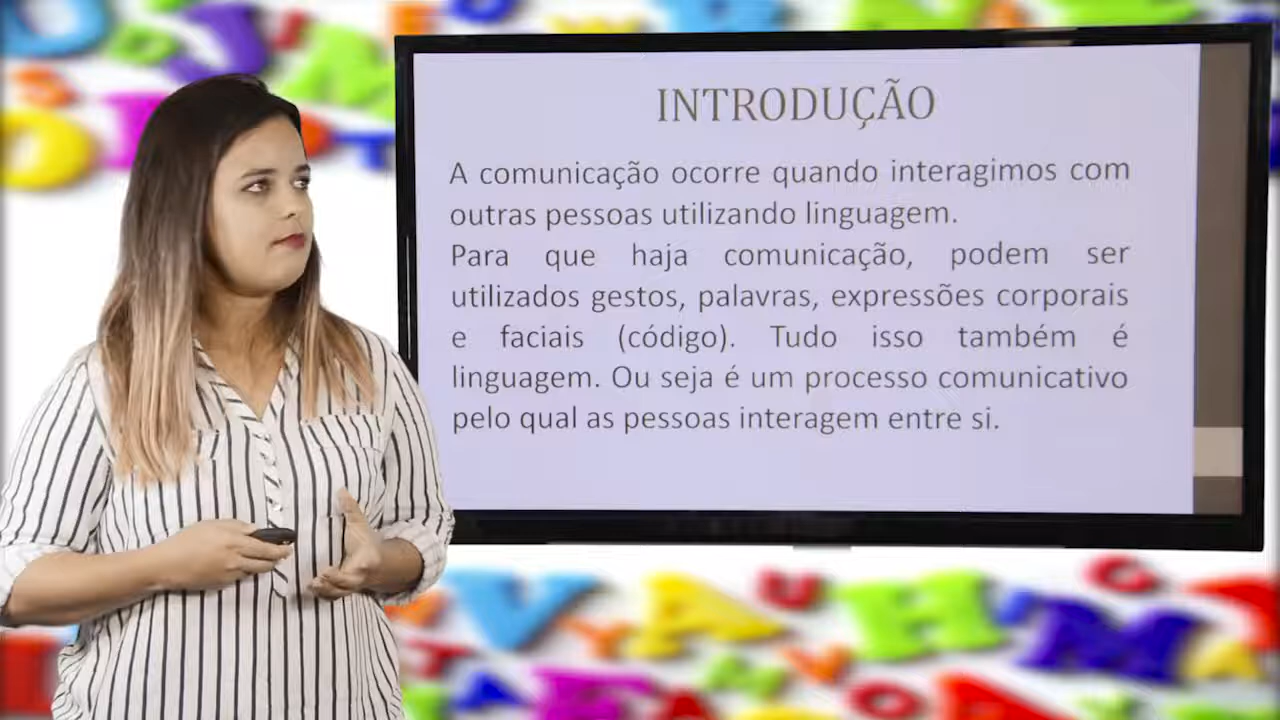 INTRODUÇÃO
A comunicação ocorre quando interagimos com
outras pessoas utilizando linguagem.
Para que haja comunicação, podem ser
utilizados gestos, palavras, expressões corporais
e faciais (código). Tudo isso também é
linguagem. Ou seja é um processo comunicativo
pelo qual as pessoas interagem entre si.